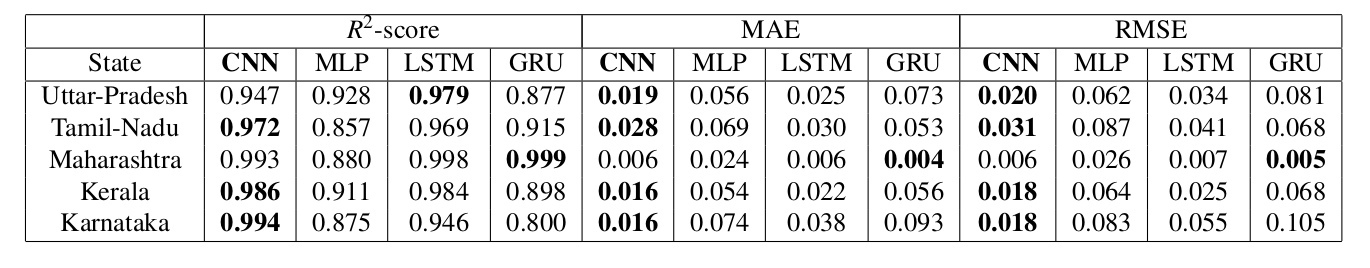 R²-score MAE RMSE
State CNN MLP LSTM GRU CNN MLP LSTM GRU CNN MLP LSTM GRU
Uttar-Pradesh 0.947 0.928 0.979 0.877 0.019 0.056 0.025 0.073 0.020 0.062 0.034 0.081
Tamil-Nadu 0.972 0.857 0.969 0.915 0.028 0.069 0.030 0.053 0.031 0.087 0.041 0.068
Maharashtra 0.993 0.880 0.998 0.999 0.006 0.024 0.006 0.004 0.006 0.026 0.007 0.005
Kerala 0.986 0.911 0.984 0.898 0.016 0.054 0.022 0.056 0.018 0.064 0.025 0.068
Karnataka 0.994 0.875 0.946 0.800 0.016 0.074 0.038 0.093 0.018 0.083 0.055 0.105